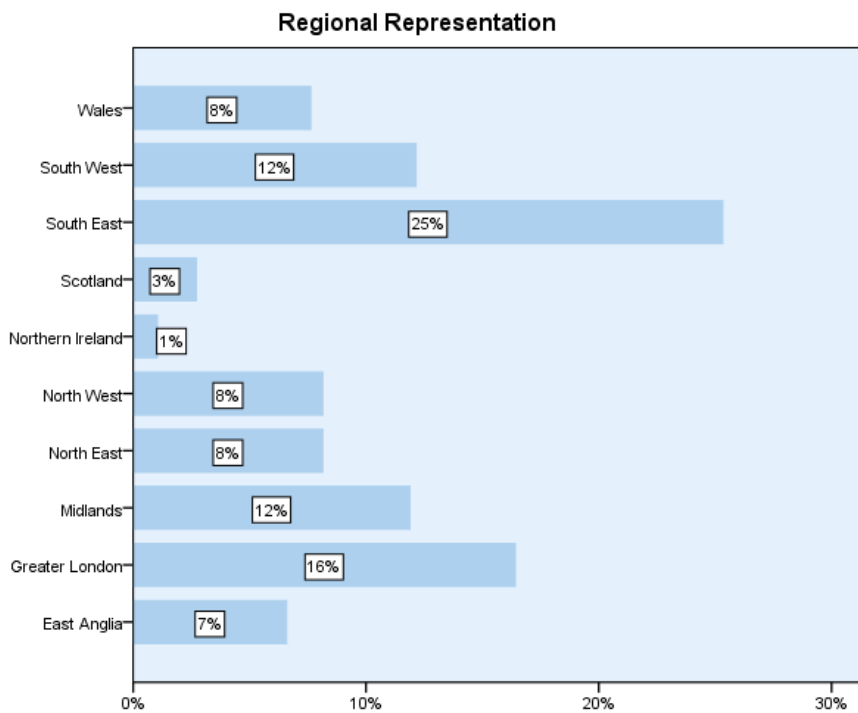 Regional Representation
Wales 8%
South West 12%
South East 25%
Scotland 3%
Northern Ireland 1%
North West 8%
North East 8%
Midlands 12%
Greater London 16%
East Anglia 7%
0% 10% 20% 30%